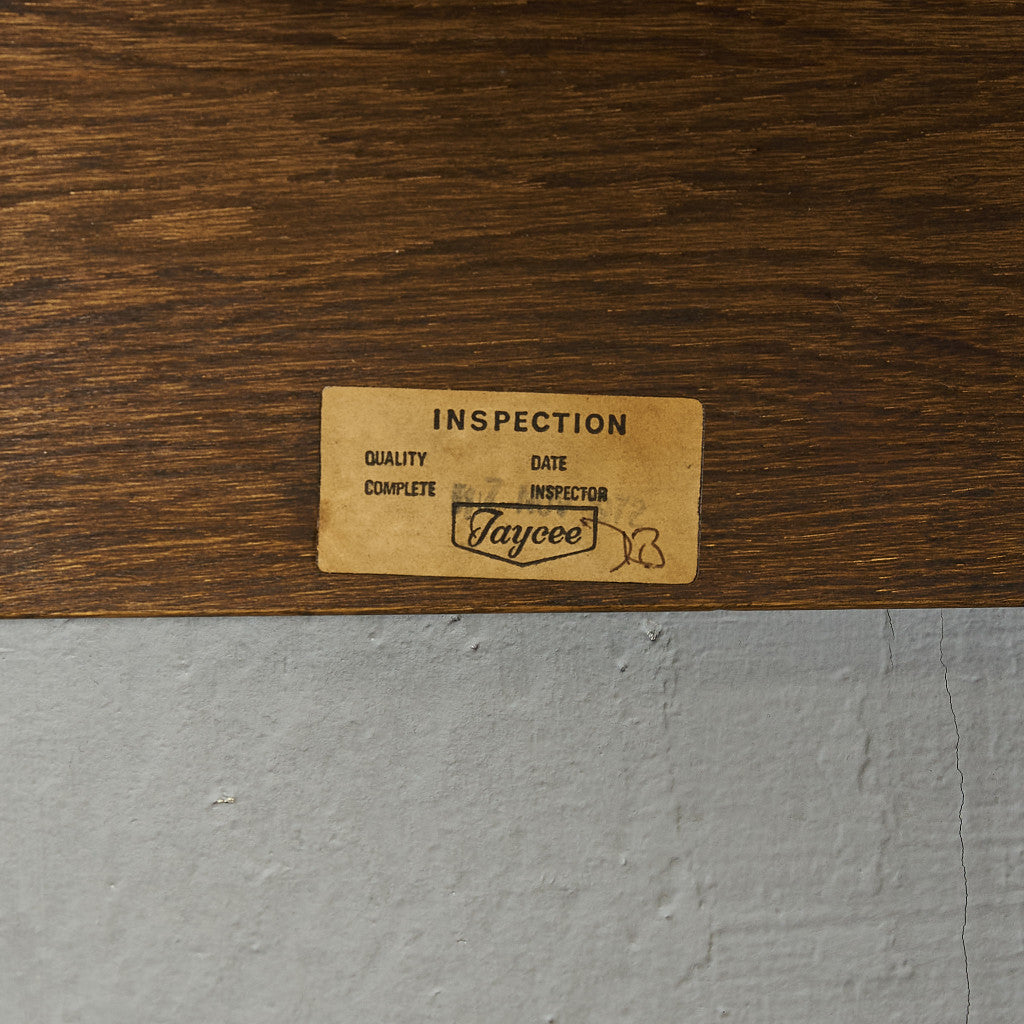 INSPECTION
QUALITY DATE
COMPLETE INSPECTOR
Jaycee